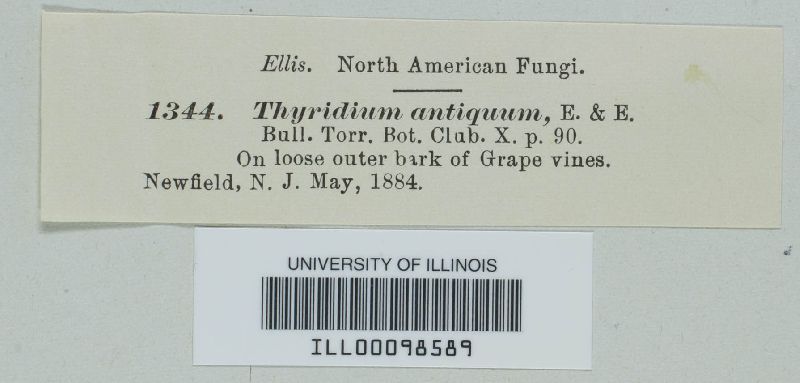 Ellis. North American Fungi.
1344. Thyridium antiquum, E. & E.
Bull. Torr. Bot. Club. X. p. 90.
On loose outer bark of Grape vines.
Newfield, N. J. May, 1884.
UNIVERSITY OF ILLINOIS
ILL00098589